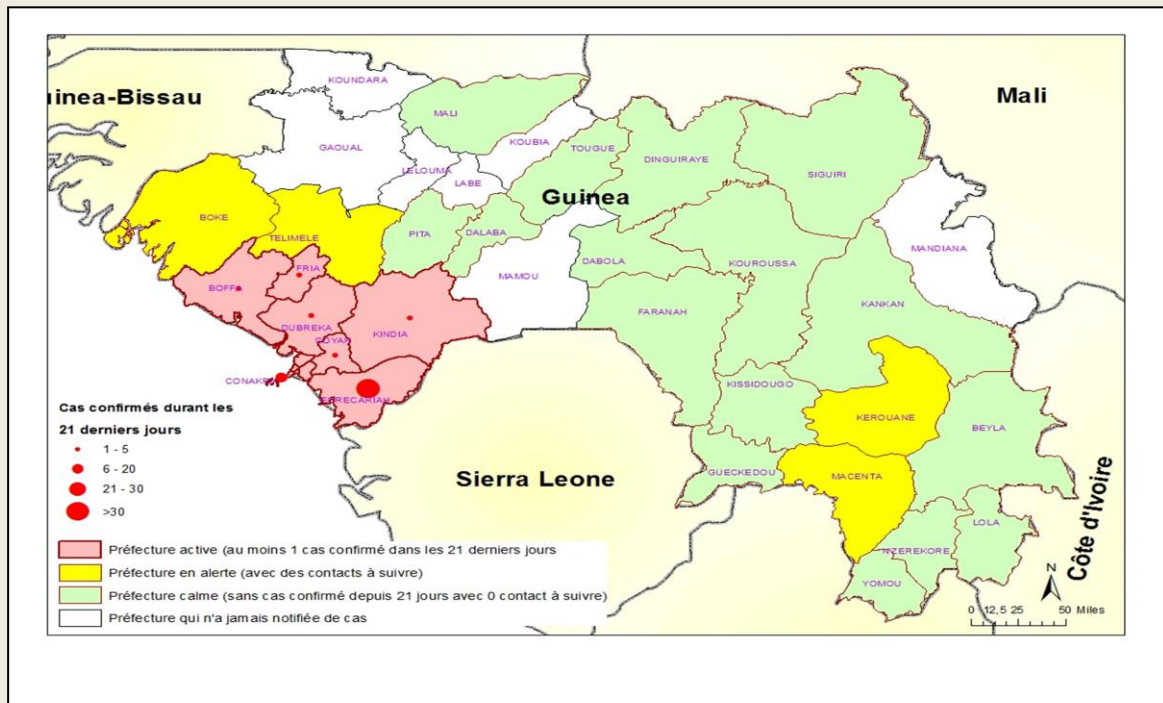 KOUNDARA
uinea-Bissau
Mali
MALI
GAOUAL
KOUBIA
TOUGUE
DINGUIRAYE
LELOUMA
LABE
SIGUIRI
Guinea
BOKE
TELIMELE
PITA
DALABA
MANDIANA
DABOLA
KOUROUSSA
MAMOU
FRIA
BOFFA
FARANAH
KANKAN
DUBREKA
KINDIA
COYAH
CONAKRY
KISSIDOUGO
KEROUANE
BEYLA
Cas confirmés durant les
21 derniers jours
1 - 5
6 - 20
21 - 30
>30
Sierra Leone
GUECKEDOU
MACENTA
LOLA
N'ZEREKORE
YOMOU
Côte d'Ivoire
Préfecture active (au moins 1 cas confirmé dans les 21 derniers jours
Préfecture en alerte (avec des contacts à suivre)
Préfecture calme (sans cas confirmé depuis 21 jours avec 0 contact à suivre)
Préfecture qui n'a jamais notifiée de cas
N
0 12,5 25 50 Miles